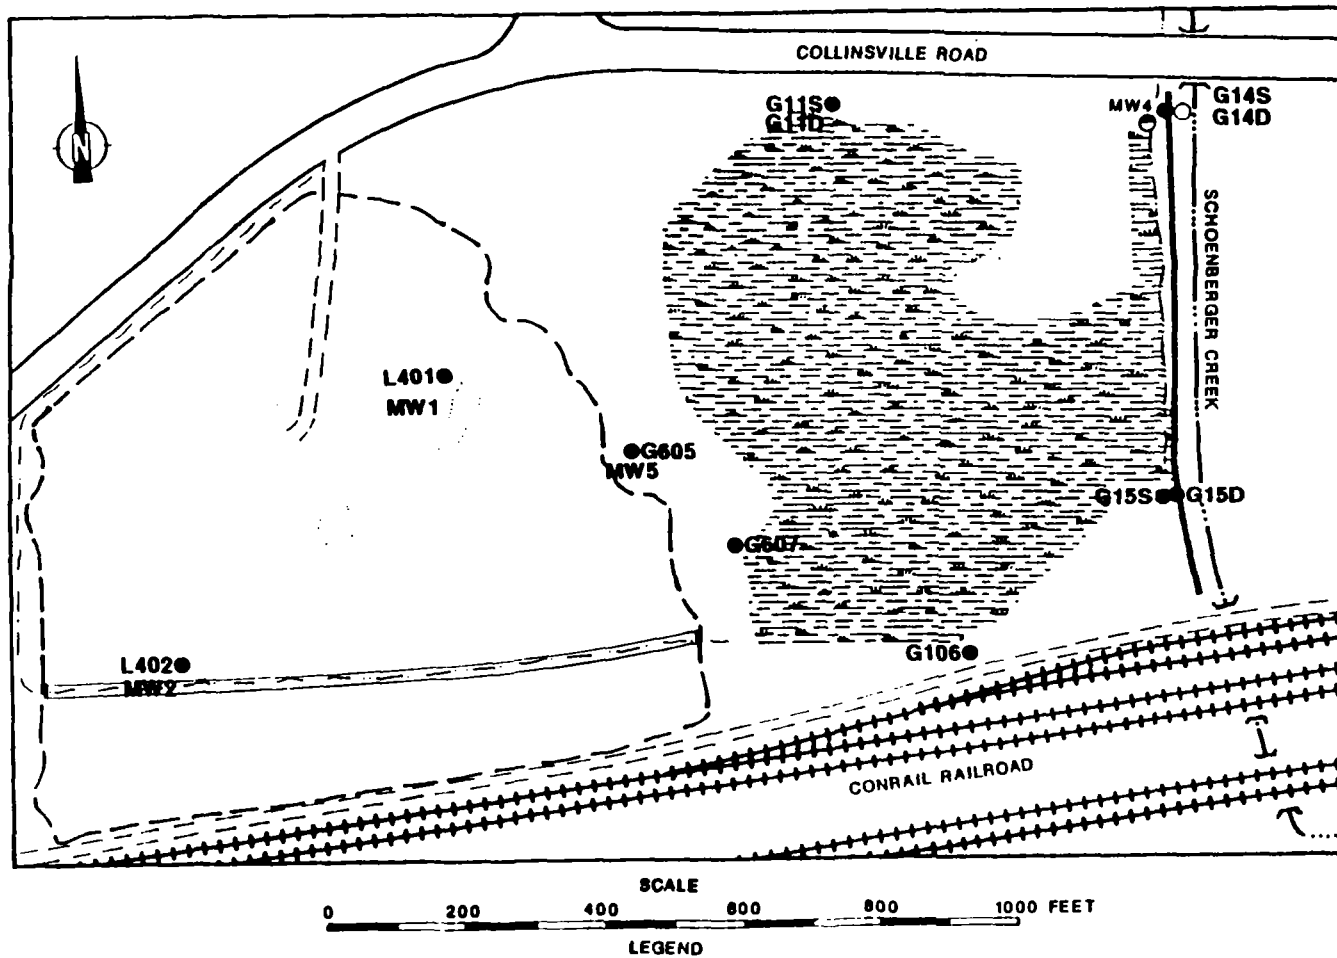 COLLINSVILLE ROAD
N
G11S
G11D
MW4
G14S
G14D
SCHOENBERGER CREEK
L401
MW1
G605
MW5
G15S
G15D
G607
G106
L402
MW2
CONRAIL RAILROAD
SCALE
0 200 400 600 800 1000 FEET
LEGEND